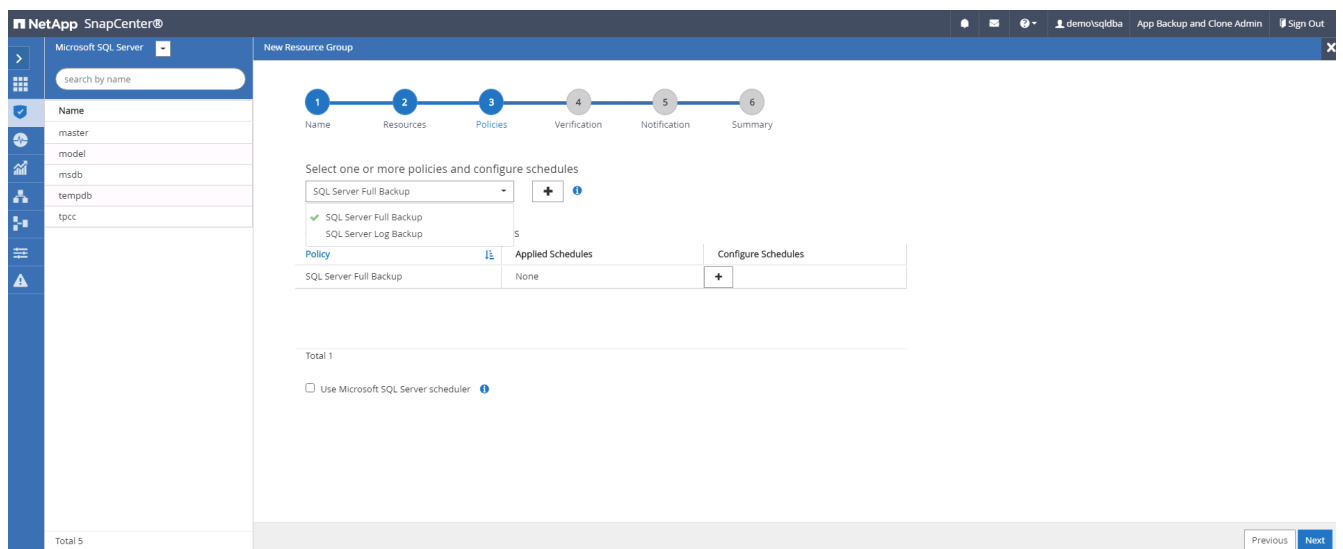 NetApp SnapCenter®
demo\sqldba App Backup and Clone Admin Sign Out
Microsoft SQL Server
New Resource Group
search by name
Name
master
model
msdb
tempdb
tpcc
Total 5
1 2 3 4 5 6
Name Resources Policies Verification Notification Summary
Select one or more policies and configure schedules
SQL Server Full Backup
SQL Server Full Backup
SQL Server Log Backup
s
Policy Applied Schedules Configure Schedules
SQL Server Full Backup None +
Total 1
Use Microsoft SQL Server scheduler
Previous Next